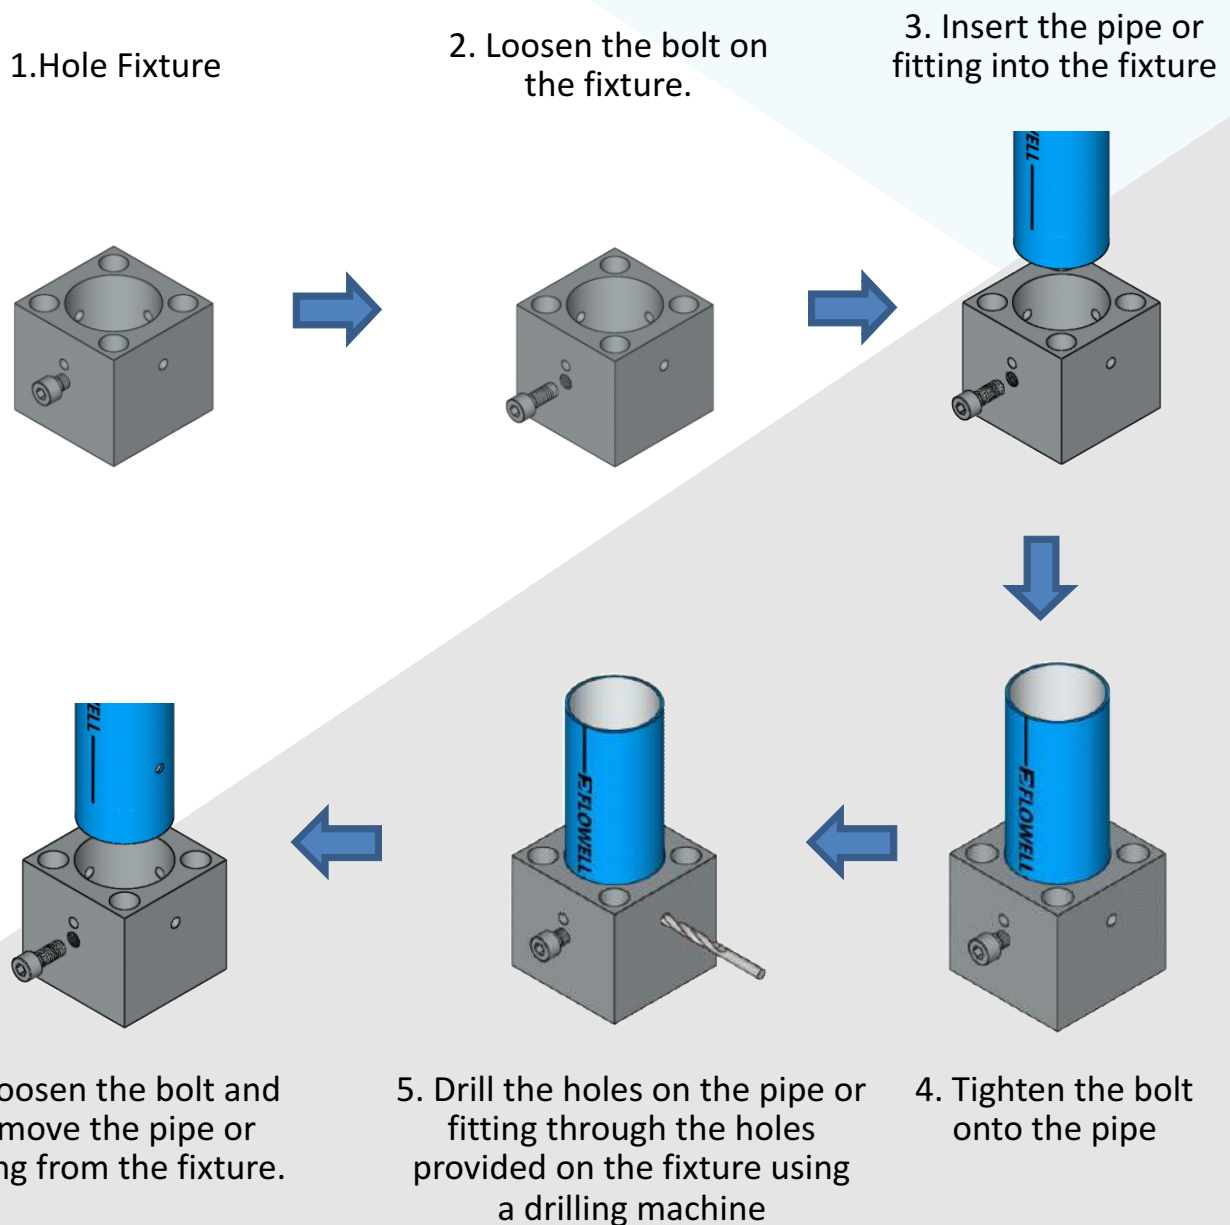 1.Hole Fixture
2. Loosen the bolt on
the fixture.
3. Insert the pipe or
fitting into the fixture
WELL
FLOWELL
4. Tighten the bolt
onto the pipe
FLOWELL
5. Drill the holes on the pipe or
fitting through the holes
provided on the fixture using
a drilling machine
WELL
the bolt and
the pipe or
from the fixture.